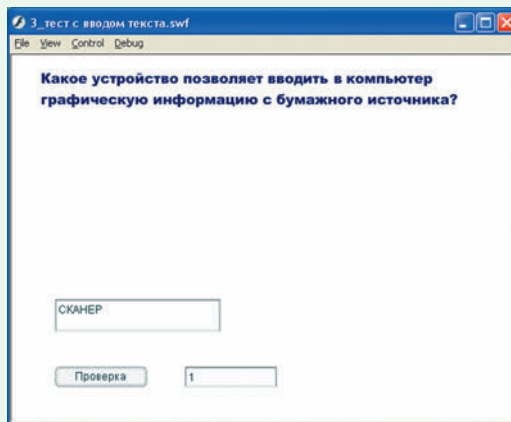 3_тест с вводом текста.swf
File View Control Debug
Какое устройство позволяет вводить в компьютер
графическую информацию с бумажного источника?
СКАНЕР
Проверка 1